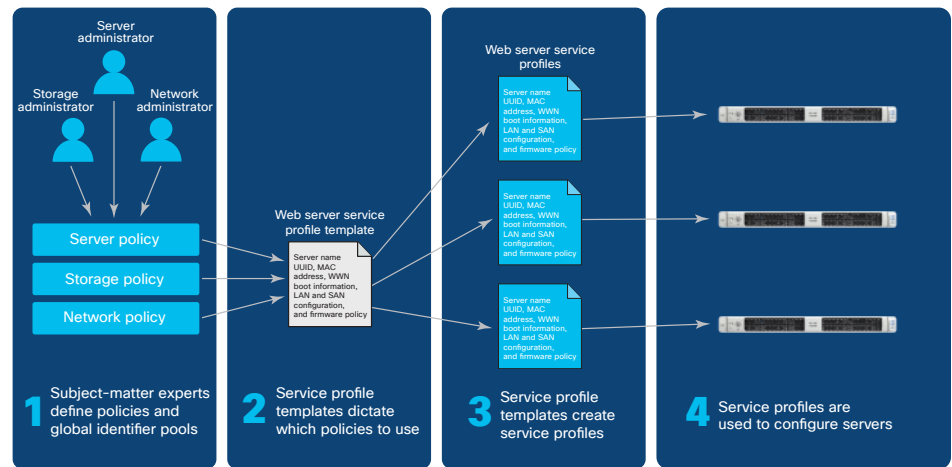 Server
administrator
Storage
administrator
Network
administrator
Server policy
Storage policy
Network policy
1 Subject-matter experts
define policies and
global identifier pools
Web server service
profile template
Server name
UUID, MAC
address, WWN
boot information,
LAN and SAN
configuration,
and firmware policy
2 Service profile
templates dictate
which policies to use
Web server service
profiles
Server name
UUID, MAC
address, WWN
boot information,
LAN and SAN
configuration,
and firmware policy
Server name
UUID, MAC
address, WWN
boot information,
LAN and SAN
configuration,
and firmware policy
Server name
UUID, MAC
address, WWN
boot information,
LAN and SAN
configuration,
and firmware policy
3 Service profile
templates create
service profiles
4 Service profiles are
used to configure servers